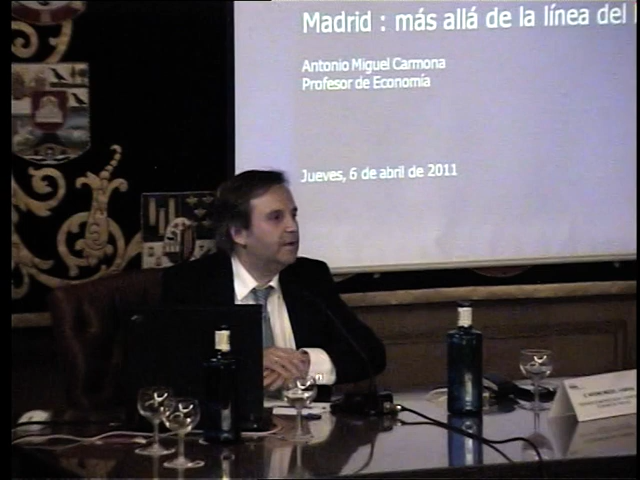 Madrid : más allá de la línea del
Antonio Miguel Carmona
Profesor de Economía
Jueves, 6 de abril de 2011